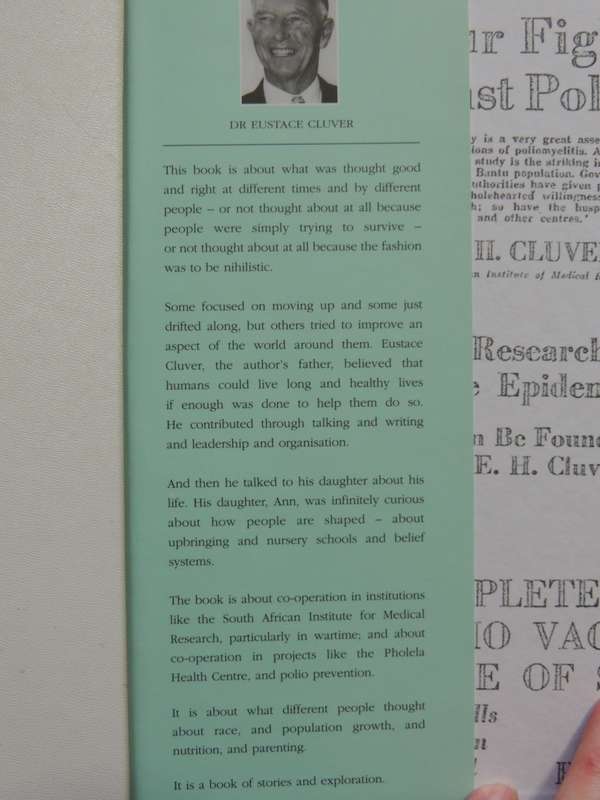 DR EUSTACE CLUVER
This book is about what was thought good
and right at different times and by different
people – or not thought about at all because
people were simply trying to survive –
or not thought about at all because the fashion
was to be nihilistic.
Some focused on moving up and some just
drifted along, but others tried to improve an
aspect of the world around them. Eustace
Cluver, the author's father, believed that
humans could live long and healthy lives
if enough was done to help them do so.
He contributed through talking and writing
and leadership and organisation.
And then he talked to his daughter about his
life. His daughter, Ann, was infinitely curious
about how people are shaped – about
upbringing and nursery schools and belief
systems.
The book is about co-operation in institutions
like the South African Institute for Medical
Research, particularly in wartime; and about
co-operation in projects like the Pholela
Health Centre, and polio prevention.
It is about what different people thought
about race, and population growth, and
nutrition, and parenting.
It is a book of stories and exploration.
ur Fig
st Pol
y is a very great asse
ions of poliomyelitis. A
study is the striking i
Bantu population. Gov
uthorities have given p
holehearted willingness
h; so have the hosp
and other centres.'
H. CLUVE
n Institute of Medical
Research
e Epidem
n Be Foun
E. H. Cluv
PLETE
IO VAC
E OF S
lls